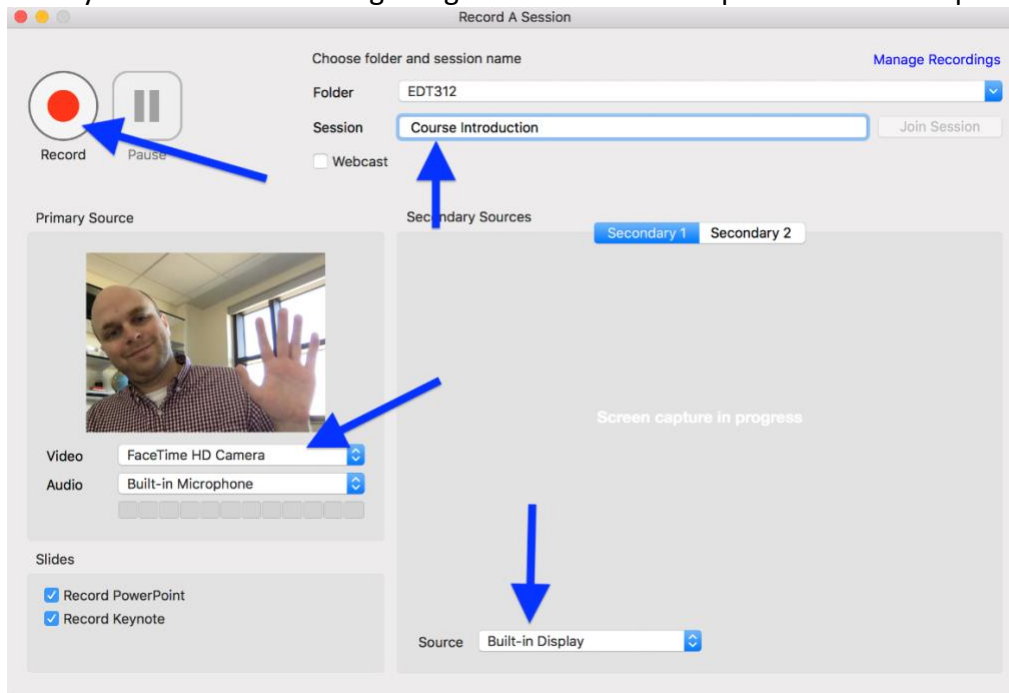 Record A Session
Choose folder and session name
Manage Recordings
Folder EDT312
Session Course Introduction Join Session
Record Pause
Webcast
Primary Source
Secondary Sources
Secondary 1 Secondary 2
Screen capture in progress
Video FaceTime HD Camera
Audio Built-in Microphone
Slides
Record PowerPoint
Record Keynote
Source Built-in Display